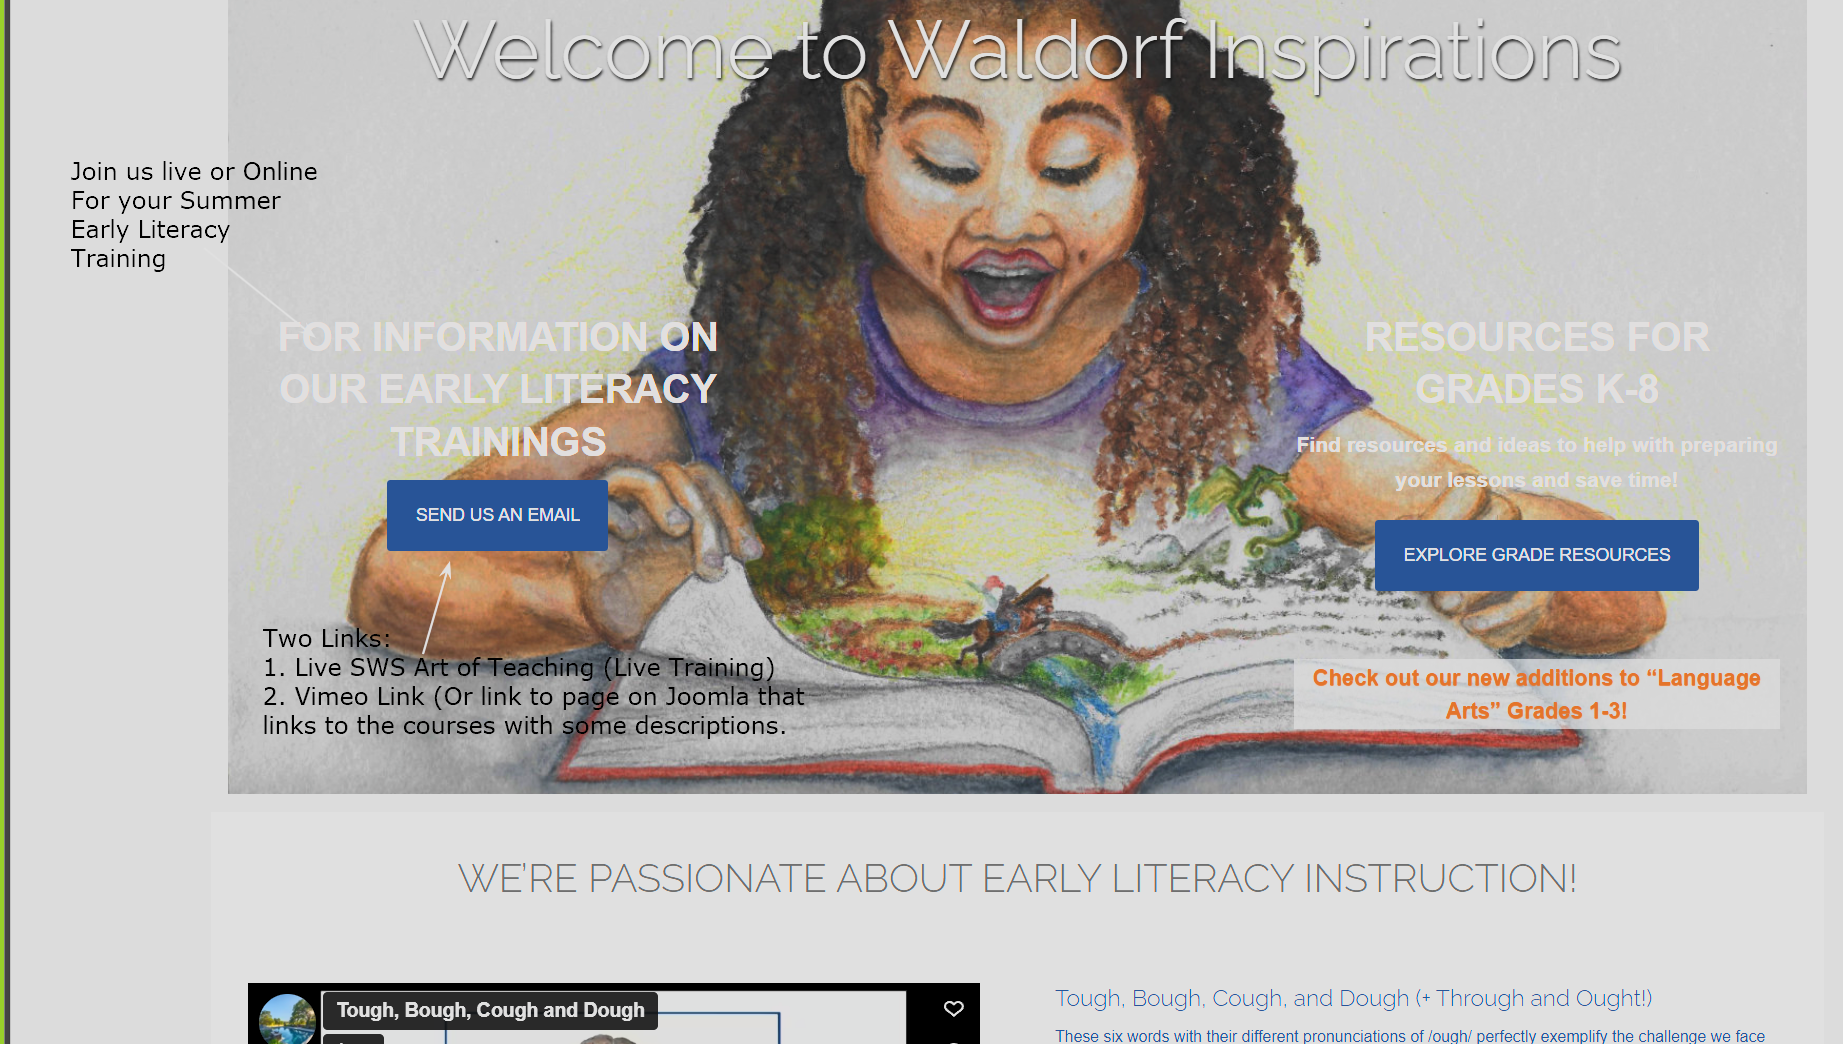 Welcome to Waldorf Inspirations
Join us live or Online
For your Summer
Early Literacy
Training
FOR INFORMATION ON
OUR EARLY LITERACY
TRAININGS
SEND US AN EMAIL
Two Links:
1. Live SWS Art of Teaching (Live Training)
2. Vimeo Link (Or link to page on Joomla that
links to the courses with some descriptions.
RESOURCES FOR
GRADES K-8
Find resources and ideas to help with preparing
your lessons and save time!
EXPLORE GRADE RESOURCES
Check out our new additions to “Language
Arts” Grades 1-3!
WE’RE PASSIONATE ABOUT EARLY LITERACY INSTRUCTION!
Tough, Bough, Cough and Dough
Tough, Bough, Cough, and Dough (+ Through and Ought!)
These six words with their different pronunciations of /ough/ perfectly exemplify the challenge we face